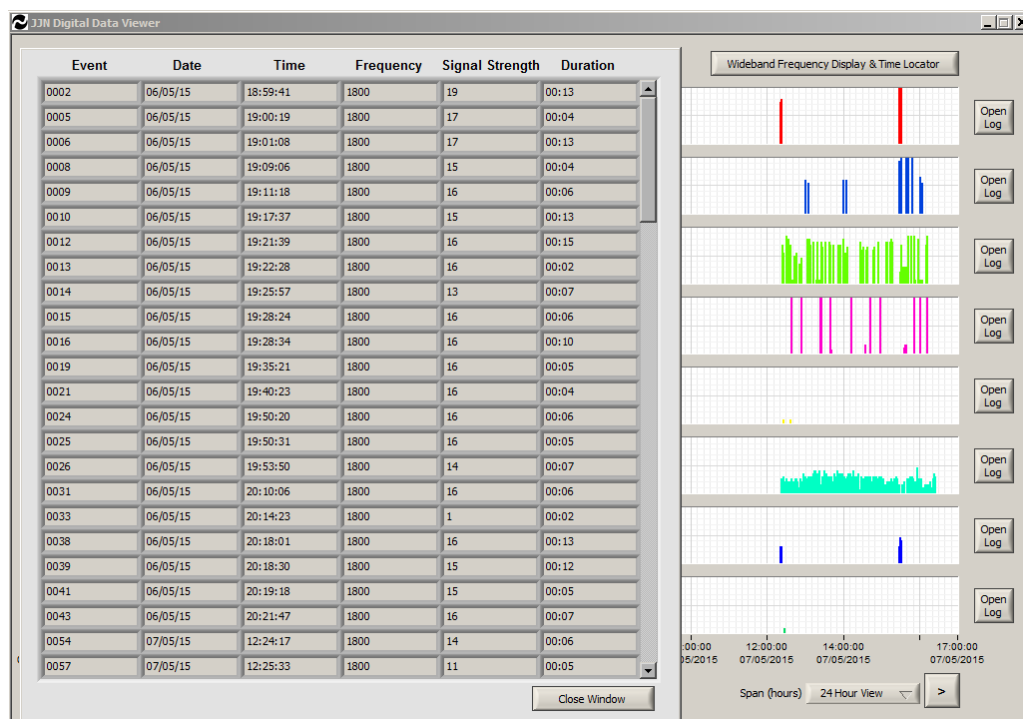 JJN Digital Data Viewer
Event Date Time Frequency Signal Strength Duration
Wideband Frequency Display & Time Locator
0002 06/05/15 18:59:41 1800 19 00:13
0005 06/05/15 19:00:19 1800 17 00:04
Open
Log
0006 06/05/15 19:01:08 1800 17 00:13
0008 06/05/15 19:09:06 1800 15 00:04
0009 06/05/15 19:11:18 1800 16 00:06
Open
Log
0010 06/05/15 19:17:37 1800 15 00:13
0012 06/05/15 19:21:39 1800 16 00:15
Open
Log
0013 06/05/15 19:22:28 1800 16 00:02
0014 06/05/15 19:25:57 1800 13 00:07
0015 06/05/15 19:28:24 1800 16 00:06
Open
Log
0016 06/05/15 19:28:34 1800 16 00:10
0019 06/05/15 19:35:21 1800 16 00:05
0021 06/05/15 19:40:23 1800 16 00:04
Open
Log
0024 06/05/15 19:50:20 1800 16 00:06
0025 06/05/15 19:50:31 1800 16 00:05
0026 06/05/15 19:53:50 1800 14 00:07
Open
Log
0031 06/05/15 20:10:06 1800 16 00:06
0033 06/05/15 20:14:23 1800 1 00:02
0038 06/05/15 20:18:01 1800 16 00:13
Open
Log
0039 06/05/15 20:18:30 1800 15 00:12
0041 06/05/15 20:19:18 1800 15 00:05
Open
Log
0043 06/05/15 20:21:47 1800 16 00:07
0054 07/05/15 12:24:17 1800 14 00:06
0057 07/05/15 12:25:33 1800 11 00:05
:00:00 12:00:00 14:00:00 17:00:00
05/2015 07/05/2015 07/05/2015 07/05/2015
Close Window
Span (hours) 24 Hour View >